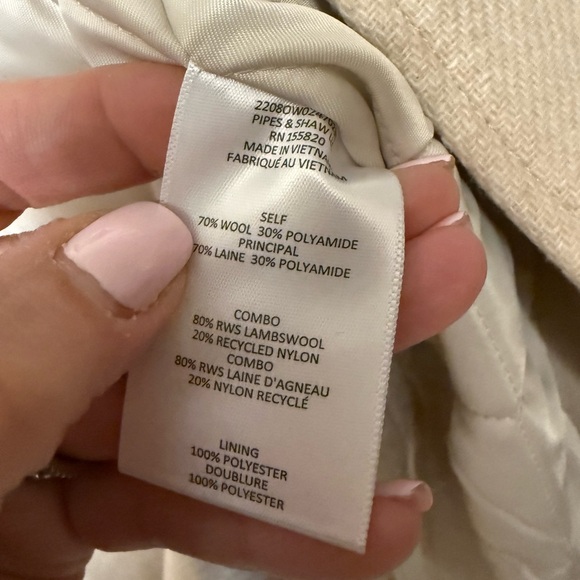 PIPES & SHAW
RN 155820
MADE IN VIETNAM
FABRIQUÉ AU VIETNAM
SELF
70% WOOL 30% POLYAMIDE
PRINCIPAL
70% LAINE 30% POLYAMIDE
COMBO
80% RWS LAMBSWOOL
20% RECYCLED NYLON
COMBO
80% RWS LAINE D'AGNEAU
20% NYLON RECYCLÉ
LINING
100% POLYESTER
DOUBLURE
100% POLYESTER